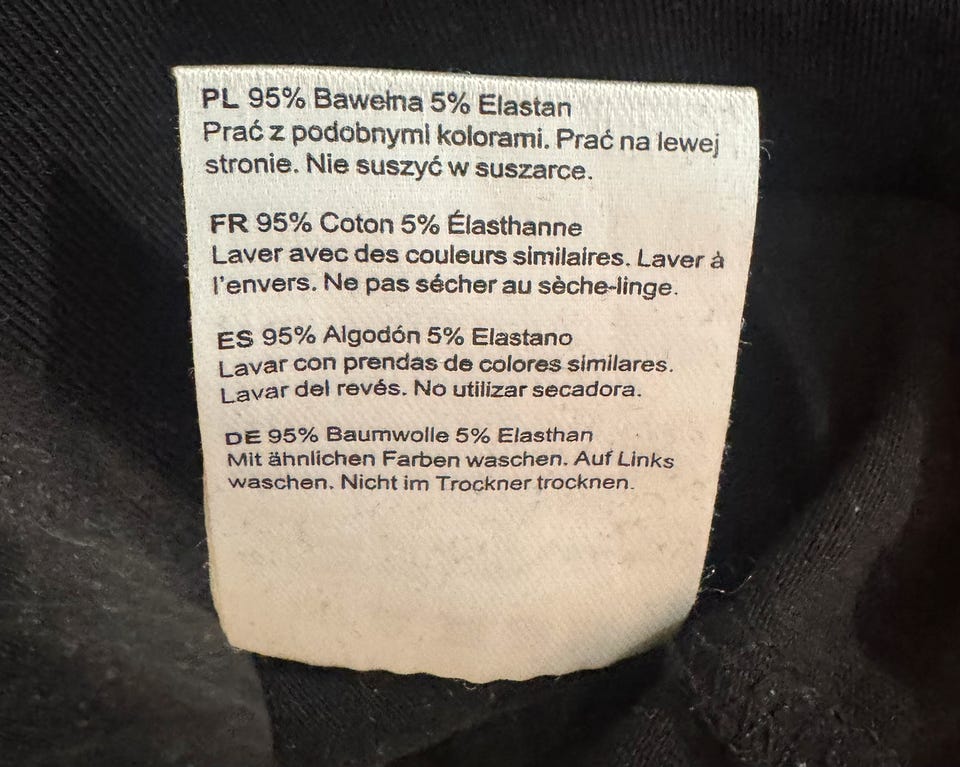 PL 95% Bawełna 5% Elastan
Prać z podobnymi kolorami. Prać na lewej
stronie. Nie suszyć w suszarce.
FR 95% Coton 5% Élasthanne
Laver avec des couleurs similaires. Laver à
l'envers. Ne pas sécher au sèche-linge.
ES 95% Algodón 5% Elastano
Lavar con prendas de colores similares.
Lavar del revés. No utilizar secadora.
DE 95% Baumwolle 5% Elasthan
Mit ähnlichen Farben waschen. Auf Links
waschen. Nicht im Trockner trocknen.